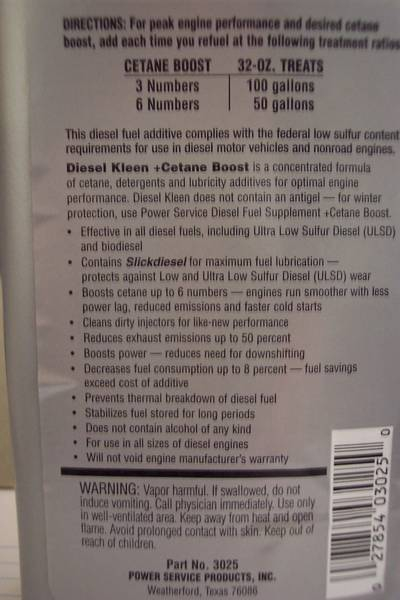 DIRECTIONS: For peak engine performance and desired cetane
boost, add each time you refuel at the following treatment ratios
CETANE BOOST 32-OZ. TREATS
3 Numbers 100 gallons
6 Numbers 50 gallons
This diesel fuel additive complies with the federal low sulfur content
requirements for use in diesel motor vehicles and nonroad engines.
Diesel Kleen +Cetane Boost is a concentrated formula
of cetane, detergents and lubricity additives for optimal engine
performance. Diesel Kleen does not contain an antigel — for winter
protection, use Power Service Diesel Fuel Supplement +Cetane Boost.
• Effective in all diesel fuels, including Ultra Low Sulfur Diesel (ULSD)
and biodiesel
• Contains Slickdiesel for maximum fuel lubrication —
protects against Low and Ultra Low Sulfur Diesel (ULSD) wear
• Boosts cetane up to 6 numbers — engines run smoother with less
power lag, reduced emissions and faster cold starts
• Cleans dirty injectors for like-new performance
• Reduces exhaust emissions up to 50 percent
• Boosts power — reduces need for downshifting
• Decreases fuel consumption up to 8 percent — fuel savings
exceed cost of additive
• Prevents thermal breakdown of diesel fuel
• Stabilizes fuel stored for long periods
• Does not contain alcohol of any kind
• For use in all sizes of diesel engines
• Will not void engine manufacturer's warranty
WARNING: Vapor harmful. If swallowed, do not
induce vomiting. Call physician immediately. Use only
in well-ventilated area. Keep away from heat and open
flame. Avoid prolonged contact with skin. Keep out of
reach of children.
Part No. 3025
POWER SERVICE PRODUCTS, INC.
Weatherford, Texas 76086
0 27854 03025 0